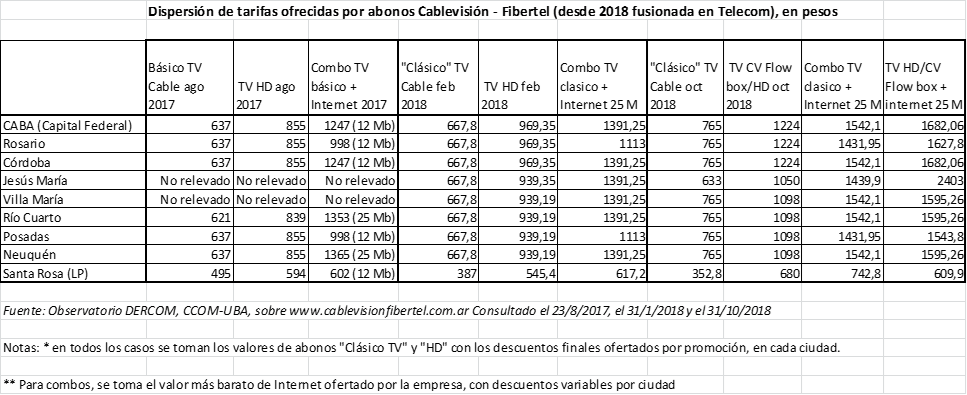 Dispersión de tarifas ofrecidas por abonos Cablevisión - Fibertel (desde 2018 fusionada en Telecom), en pesos
Básico TV Cable ago 2017 | TV HD ago 2017 | Combo TV básico + Internet 2017 | "Clásico" TV Cable feb 2018 | TV HD feb 2018 | Combo TV clasico + Internet 25 M | "Clásico" TV Cable oct 2018 | TV CV Flow box/HD oct 2018 | Combo TV clasico + Internet 25 M | TV HD/CV Flow box + internet 25 M
CABA (Capital Federal) 637 855 1247 (12 Mb) 667,8 969,35 1391,25 765 1224 1542,1 1682,06
Rosario 637 855 998 (12 Mb) 667,8 969,35 1113 765 1224 1431,95 1627,8
Córdoba 637 855 1247 (12 Mb) 667,8 969,35 1391,25 765 1224 1542,1 1682,06
Jesús María No relevado No relevado No relevado 667,8 939,35 1391,25 633 1050 1439,9 2403
Villa María No relevado No relevado No relevado 667,8 939,19 1391,25 765 1098 1542,1 1595,26
Río Cuarto 621 839 1353 (25 Mb) 667,8 939,19 1391,25 765 1098 1542,1 1595,26
Posadas 637 855 998 (12 Mb) 667,8 939,19 1113 765 1098 1431,95 1543,8
Neuquén 637 855 1365 (25 Mb) 667,8 939,19 1391,25 765 1098 1542,1 1595,26
Santa Rosa (LP) 495 594 602 (12 Mb) 387 545,4 617,2 352,8 680 742,8 609,9
Fuente: Observatorio DERCOM, CCOM-UBA, sobre www.cablevisionfibertel.com.ar Consultado el 23/8/2017, el 31/1/2018 y el 31/10/2018
Notas: * en todos los casos se toman los valores de abonos "Clásico TV" y "HD" con los descuentos finales ofertados por promoción, en cada ciudad.
** Para combos, se toma el valor más barato de Internet ofertado por la empresa, con descuentos variables por ciudad